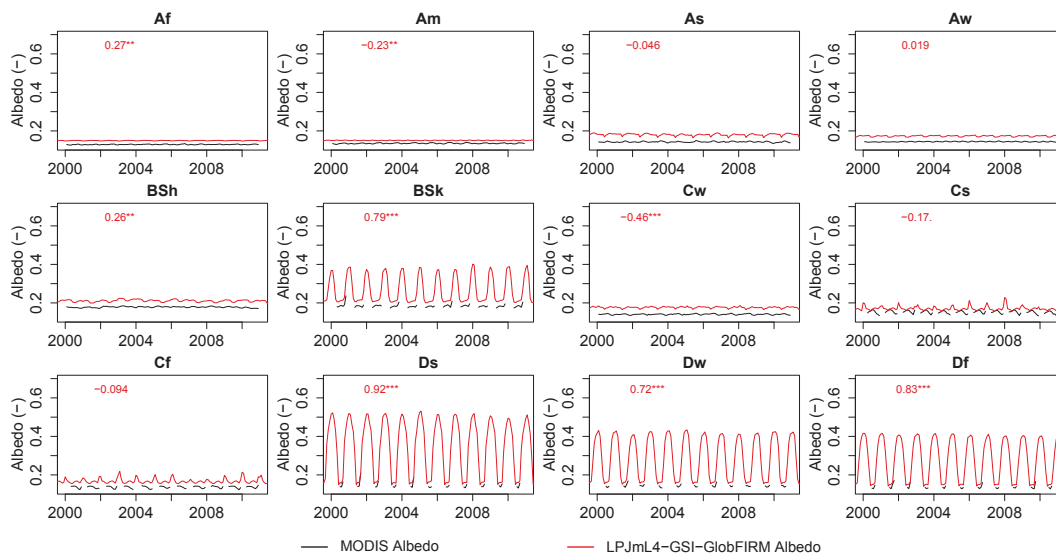 Af Am As Aw
Albedo (−) 0.2 0.4 0.6 0.27** Albedo (−) 0.2 0.4 0.6 −0.23** Albedo (−) 0.2 0.4 0.6 −0.046 Albedo (−) 0.2 0.4 0.6 0.019
2000 2004 2008 2000 2004 2008 2000 2004 2008 2000 2004 2008
BSh BSk Cw Cs
Albedo (−) 0.2 0.4 0.6 0.26** Albedo (−) 0.2 0.4 0.6 0.79*** Albedo (−) 0.2 0.4 0.6 −0.46*** Albedo (−) 0.2 0.4 0.6 −0.17.
2000 2004 2008 2000 2004 2008 2000 2004 2008 2000 2004 2008
Cf Ds Dw Df
Albedo (−) 0.2 0.4 0.6 −0.094 Albedo (−) 0.2 0.4 0.6 0.92*** Albedo (−) 0.2 0.4 0.6 0.72*** Albedo (−) 0.2 0.4 0.6 0.83***
2000 2004 2008 2000 2004 2008 2000 2004 2008 2000 2004 2008
MODIS Albedo LPJmL4−GSI−GlobFIRM Albedo